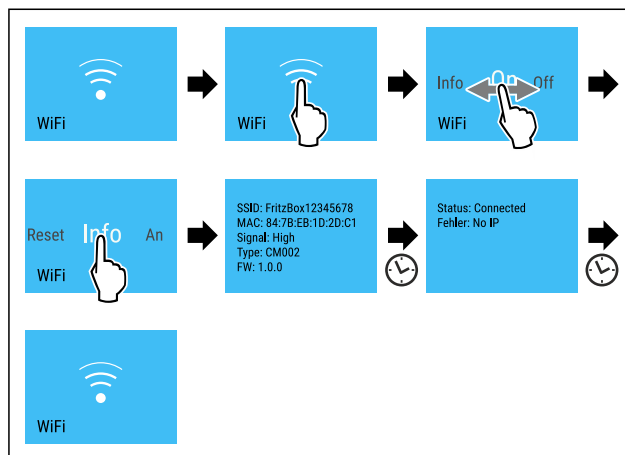 WiFi
WiFi
Info On Off
WiFi
Reset Info An
WiFi
SSID: FritzBox12345678
MAC: 84:7B:EB:1D:2D:C1
Signal: High
Type: CM002
FW: 1.0.0
Status: Connected
Fehler: No IP
WiFi